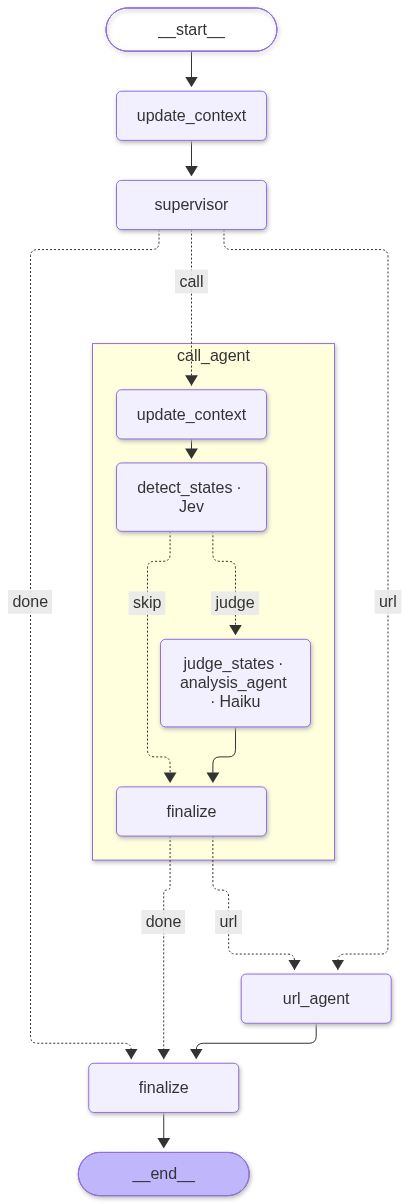 __start__
update_context
supervisor
call
call_agent
update_context
detect_states ·
Jev
done
skip
judge
url
judge_states ·
analysis_agent
· Haiku
finalize
done
url
url_agent
finalize
__end__